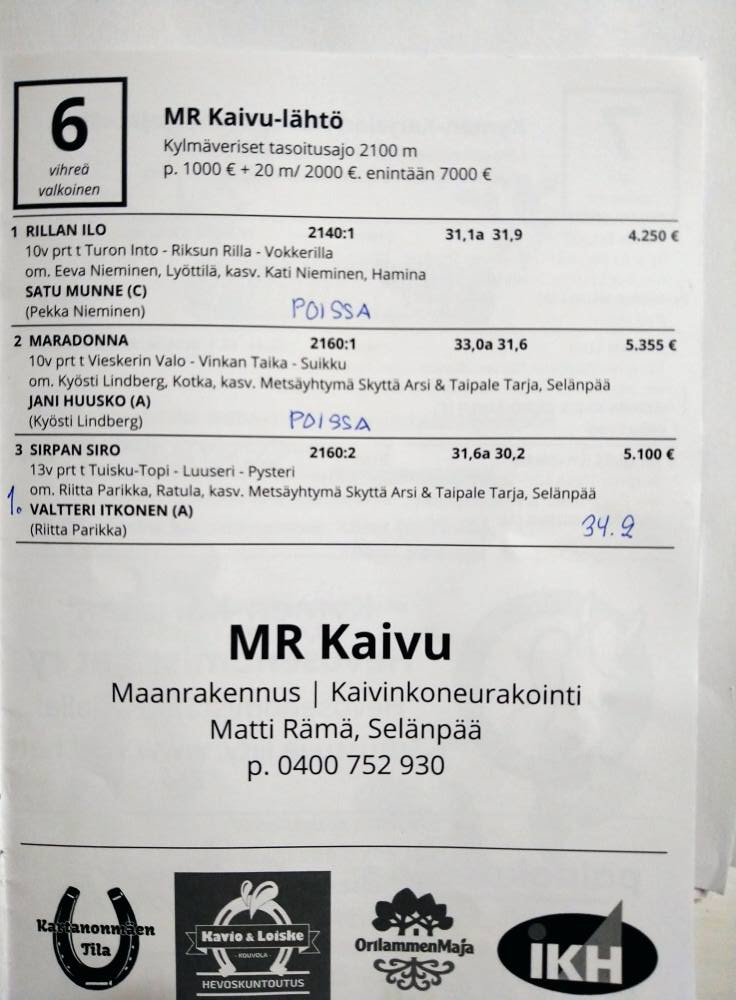 6
vihreä
valkoinen
MR Kaivu-lähtö
Kylmäveriset tasoitusajo 2100 m
p. 1000 € + 20 m/ 2000 €. enintään 7000 €
1 RILLAN ILO 2140:1 31,1a 31,9 4.250 €
10v prt t Turon Into - Riksun Rilla - Vokkerilla
om. Eeva Nieminen, Lyöttilä, kasv. Kati Nieminen, Hamina
SATU MUNNE (C)
(Pekka Nieminen) POISSA
2 MARADONNA 2160:1 33,0a 31,6 5.355 €
10v prt t Vieskerin Valo - Vinkan Taika - Suikku
om. Kyösti Lindberg, Kotka, kasv. Metsäyhtymä Skyttä Arsi & Taipale Tarja, Selänpää
JANI HUUSKO (A)
(Kyösti Lindberg) POISSA
3 SIRPAN SIRO 2160:2 31,6a 30,2 5.100 €
13v prt t Tuisku-Topi - Luuseri - Pysteri
om. Riitta Parikka, Ratula, kasv. Metsäyhtymä Skyttä Arsi & Taipale Tarja, Selänpää
1. VALTTERI ITKONEN (A)
(Riitta Parikka) 34.2
MR Kaivu
Maanrakennus | Kaivinkoneurakointi
Matti Rämä, Selänpää
p. 0400 752 930
Kartanonmäen
Tila
Kavio & Loiske
- KOUVOLA -
HEVOSKUNTOUTUS
OrilammenMaja
iKH